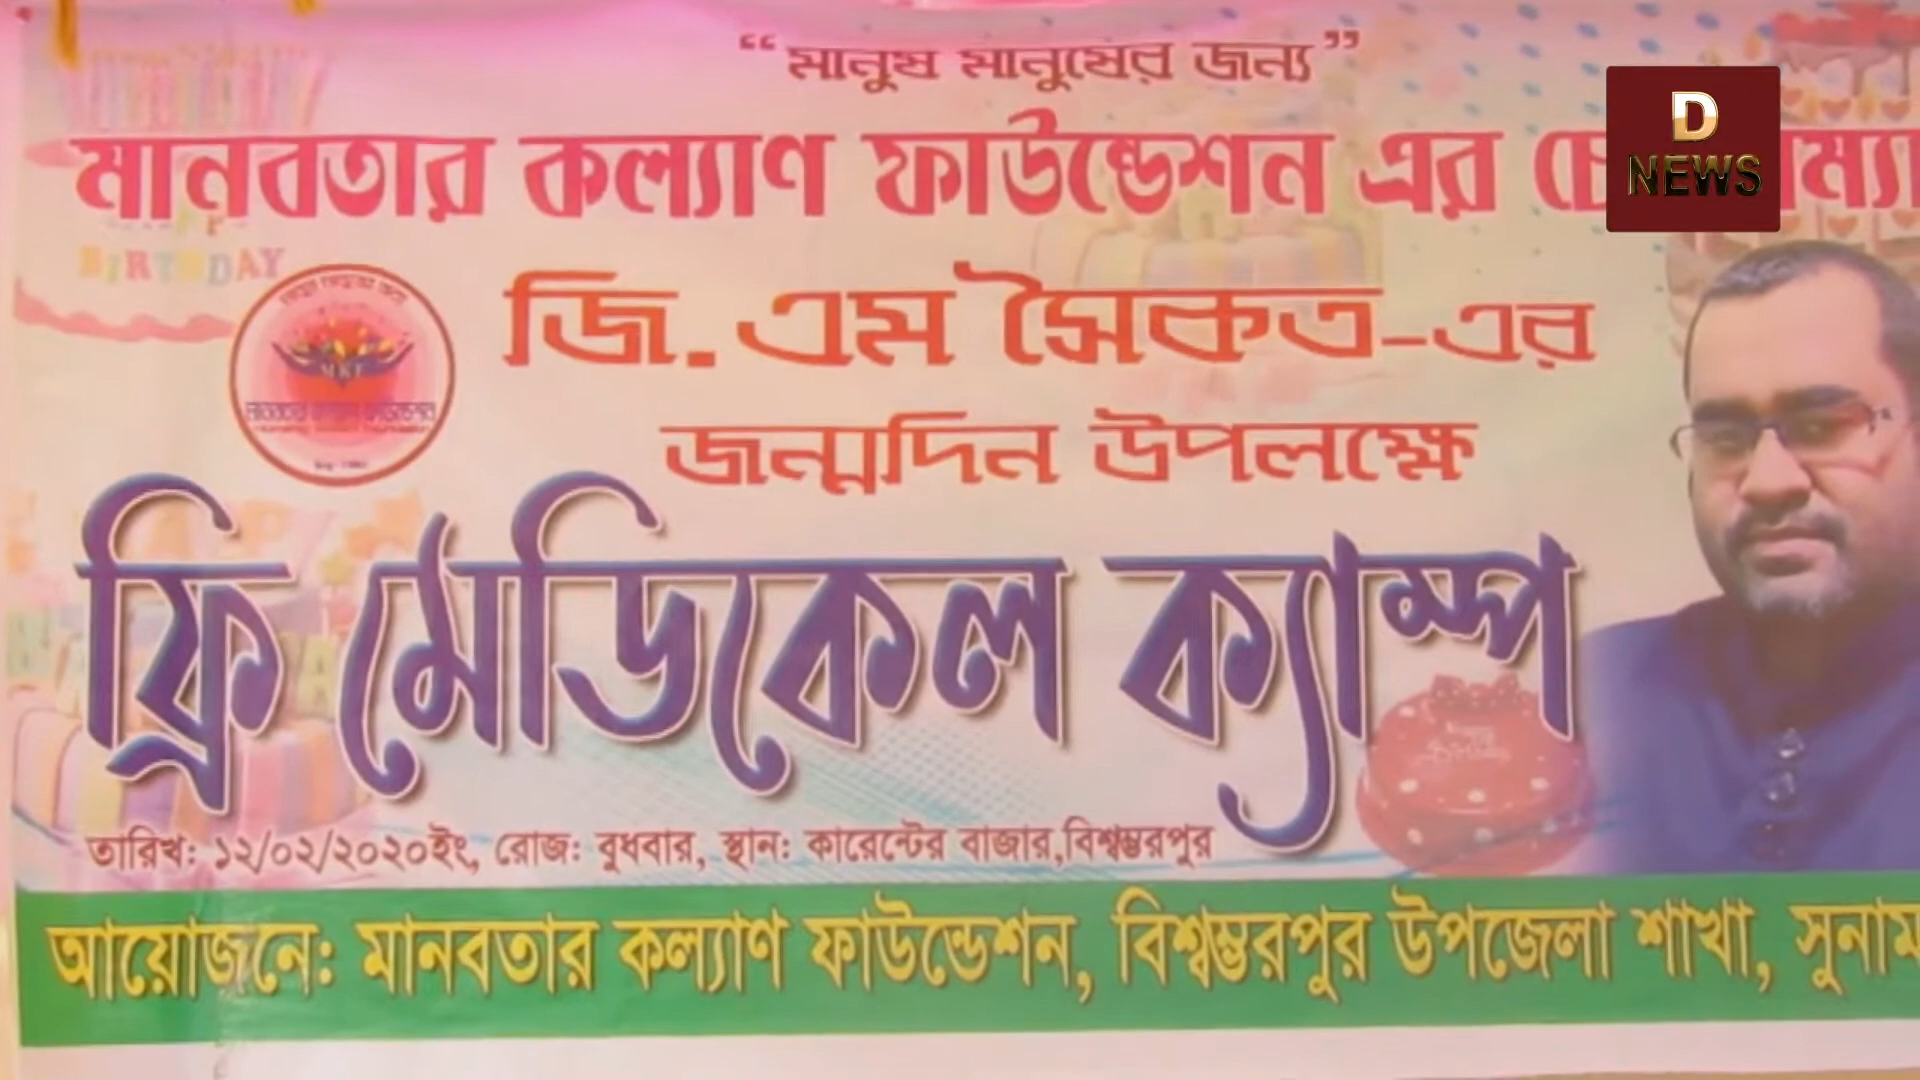 “মানুষ মানুষের জন্য”
মানবতার কল্যাণ ফাউন্ডেশন এর
D
NEWS
BIRTHDAY
জি. এম সৈকত-এর
MKF
জন্মদিন উপলক্ষে
ফ্রি মেডিকেল ক্যাম্প
তারিখ: ১২/০২/২০২০ইং, রোজ: বুধবার, স্থান: কারেন্টের বাজার,বিশ্বম্ভরপুর
আয়োজনে: মানবতার কল্যাণ ফাউন্ডেশন, বিশ্বম্ভরপুর উপজেলা শাখা, সুনাম